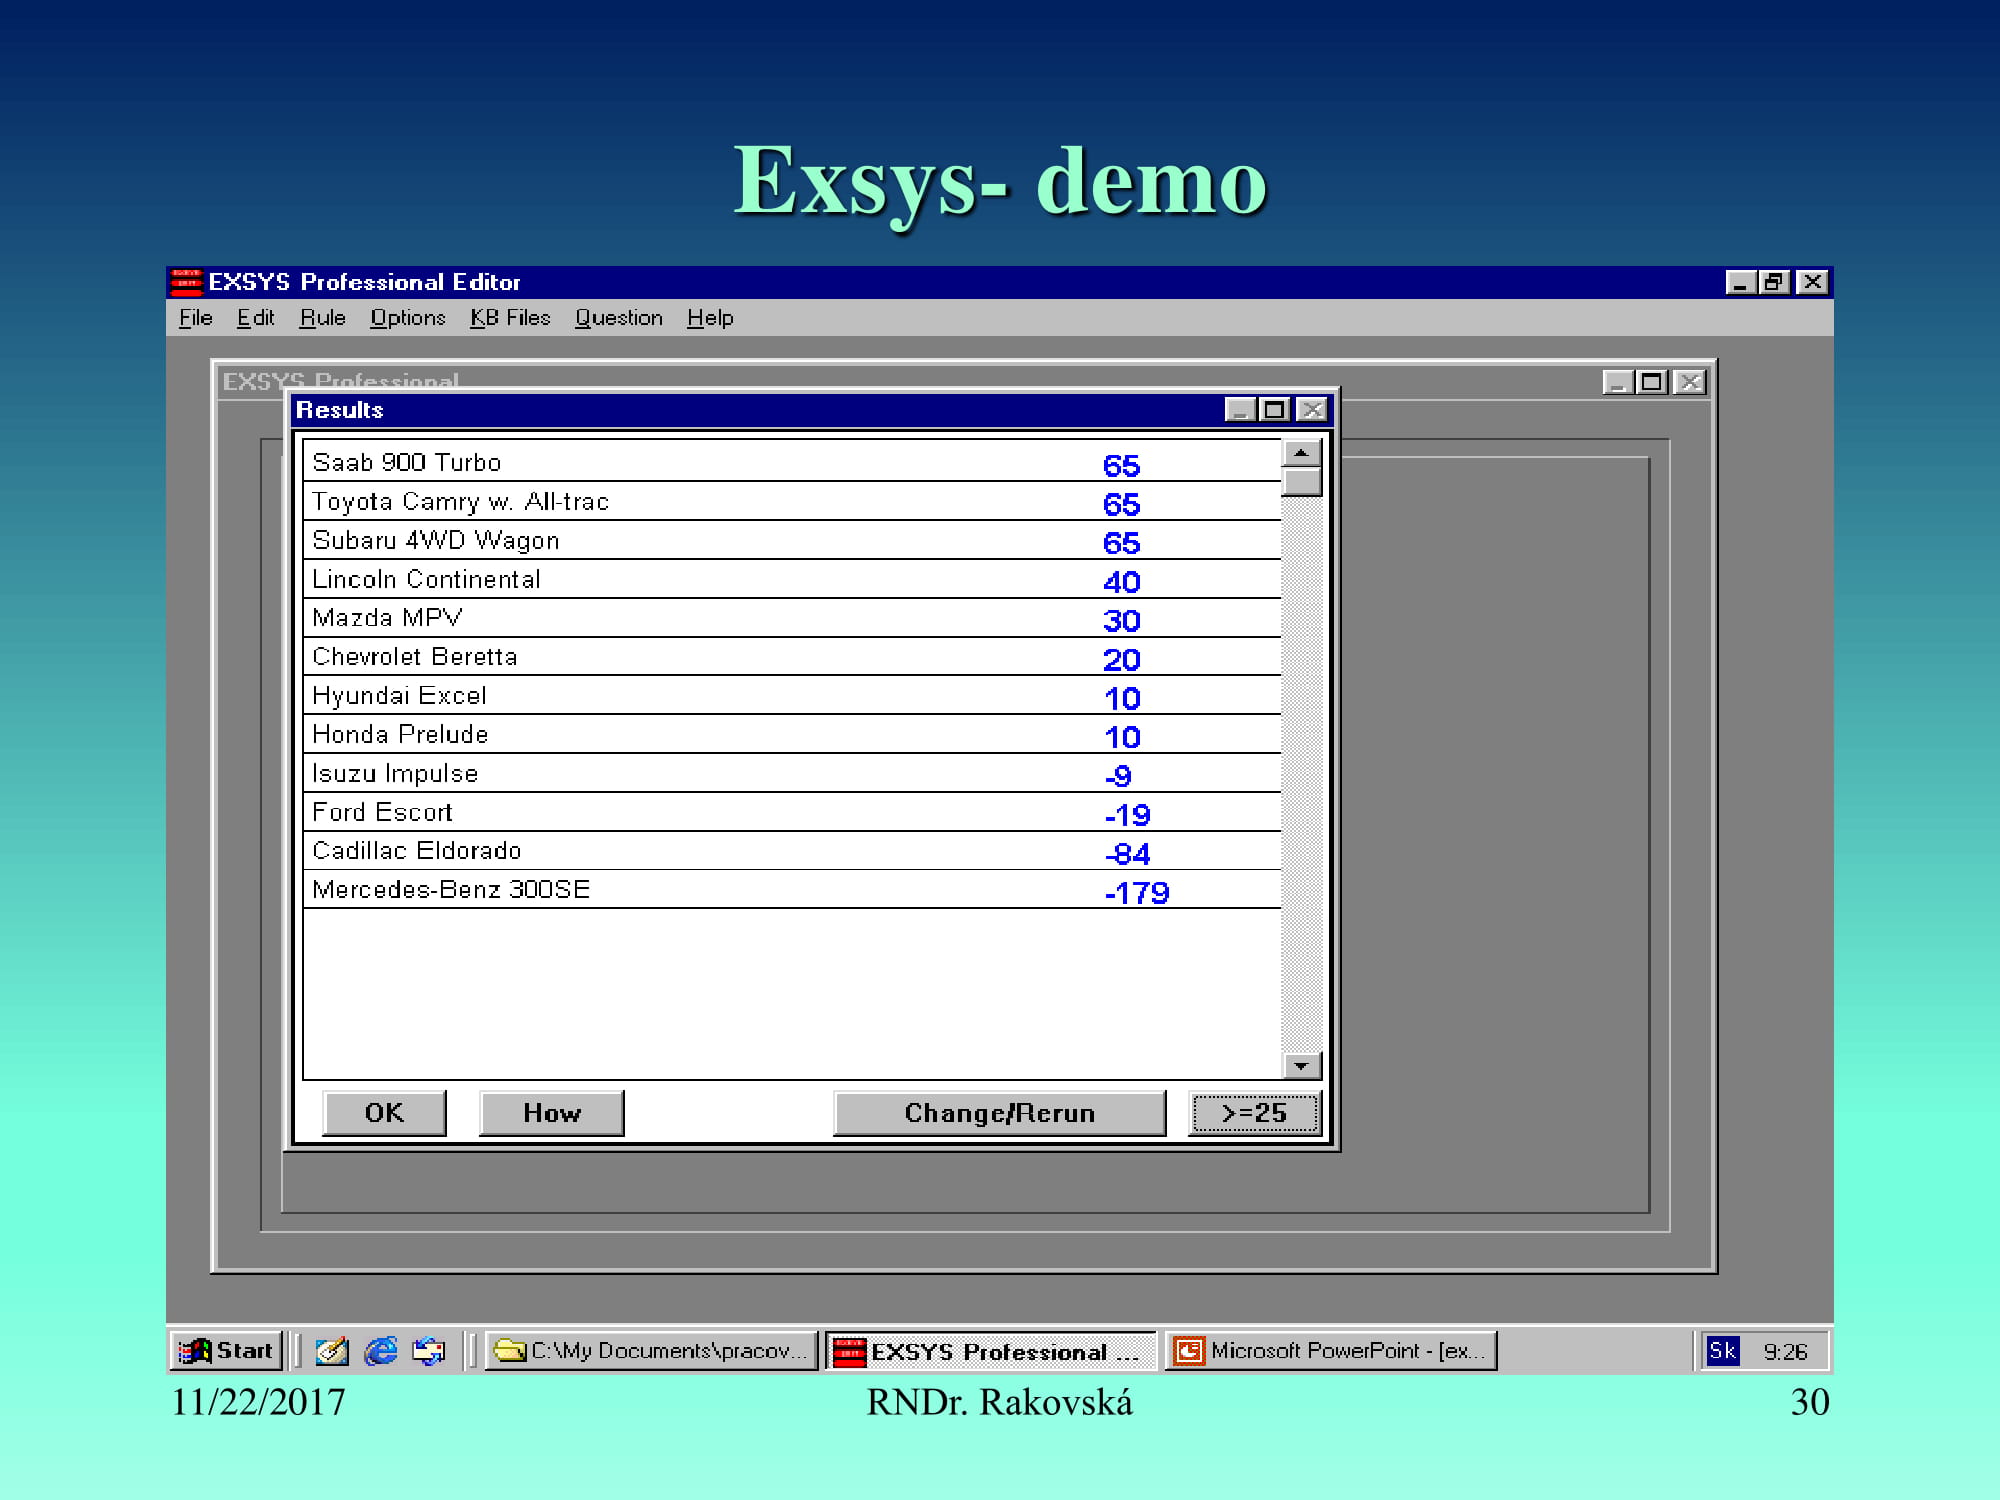 Exsys- demo
EXSYS Professional Editor
File Edit Rule Options KB Files Question Help
EXSYS Professional
Results
Saab 900 Turbo 65
Toyota Camry w. All-trac 65
Subaru 4WD Wagon 65
Lincoln Continental 40
Mazda MPV 30
Chevrolet Beretta 20
Hyundai Excel 10
Honda Prelude 10
Isuzu Impulse -9
Ford Escort -19
Cadillac Eldorado -84
Mercedes-Benz 300SE -179
OK How Change/Rerun >=25
Start C:\My Documents\pracov... EXSYS Professional ... Microsoft PowerPoint - [ex... Sk 9:26
11/22/2017 RNDr. Rakovská 30